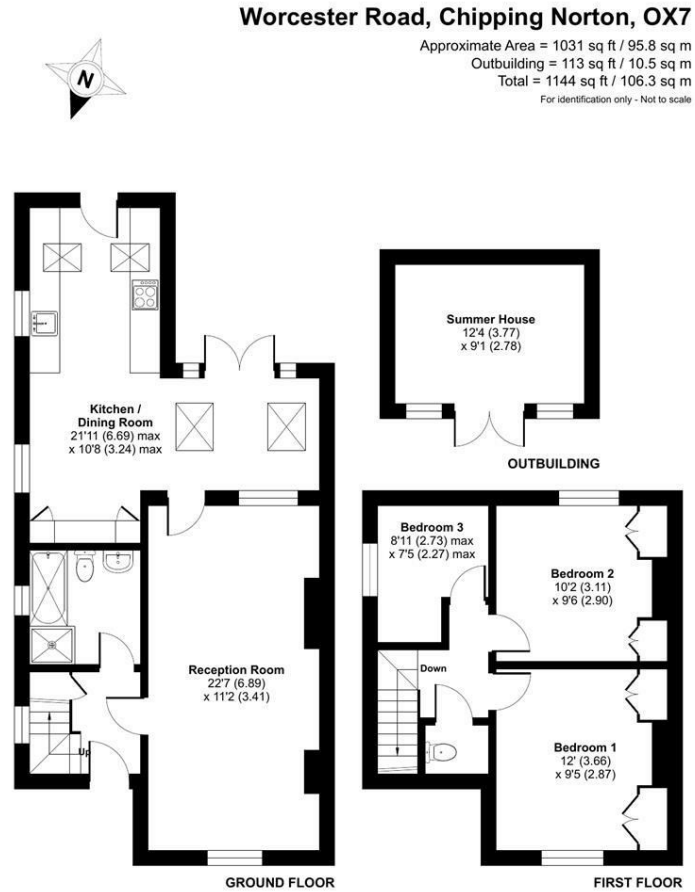 Worcester Road, Chipping Norton, OX7
Approximate Area = 1031 sq ft / 95.8 sq m
Outbuilding = 113 sq ft / 10.5 sq m
Total = 1144 sq ft / 106.3 sq m
For identification only - Not to scale
N
Kitchen /
Dining Room
21'11 (6.69) max
x 10'8 (3.24) max
Summer House
12'4 (3.77)
x 9'1 (2.78)
OUTBUILDING
Reception Room
22'7 (6.89)
x 11'2 (3.41)
Up
GROUND FLOOR
Bedroom 3
8'11 (2.73) max
x 7'5 (2.27) max
Bedroom 2
10'2 (3.11)
x 9'6 (2.90)
Down
Bedroom 1
12' (3.66)
x 9'5 (2.87)
FIRST FLOOR